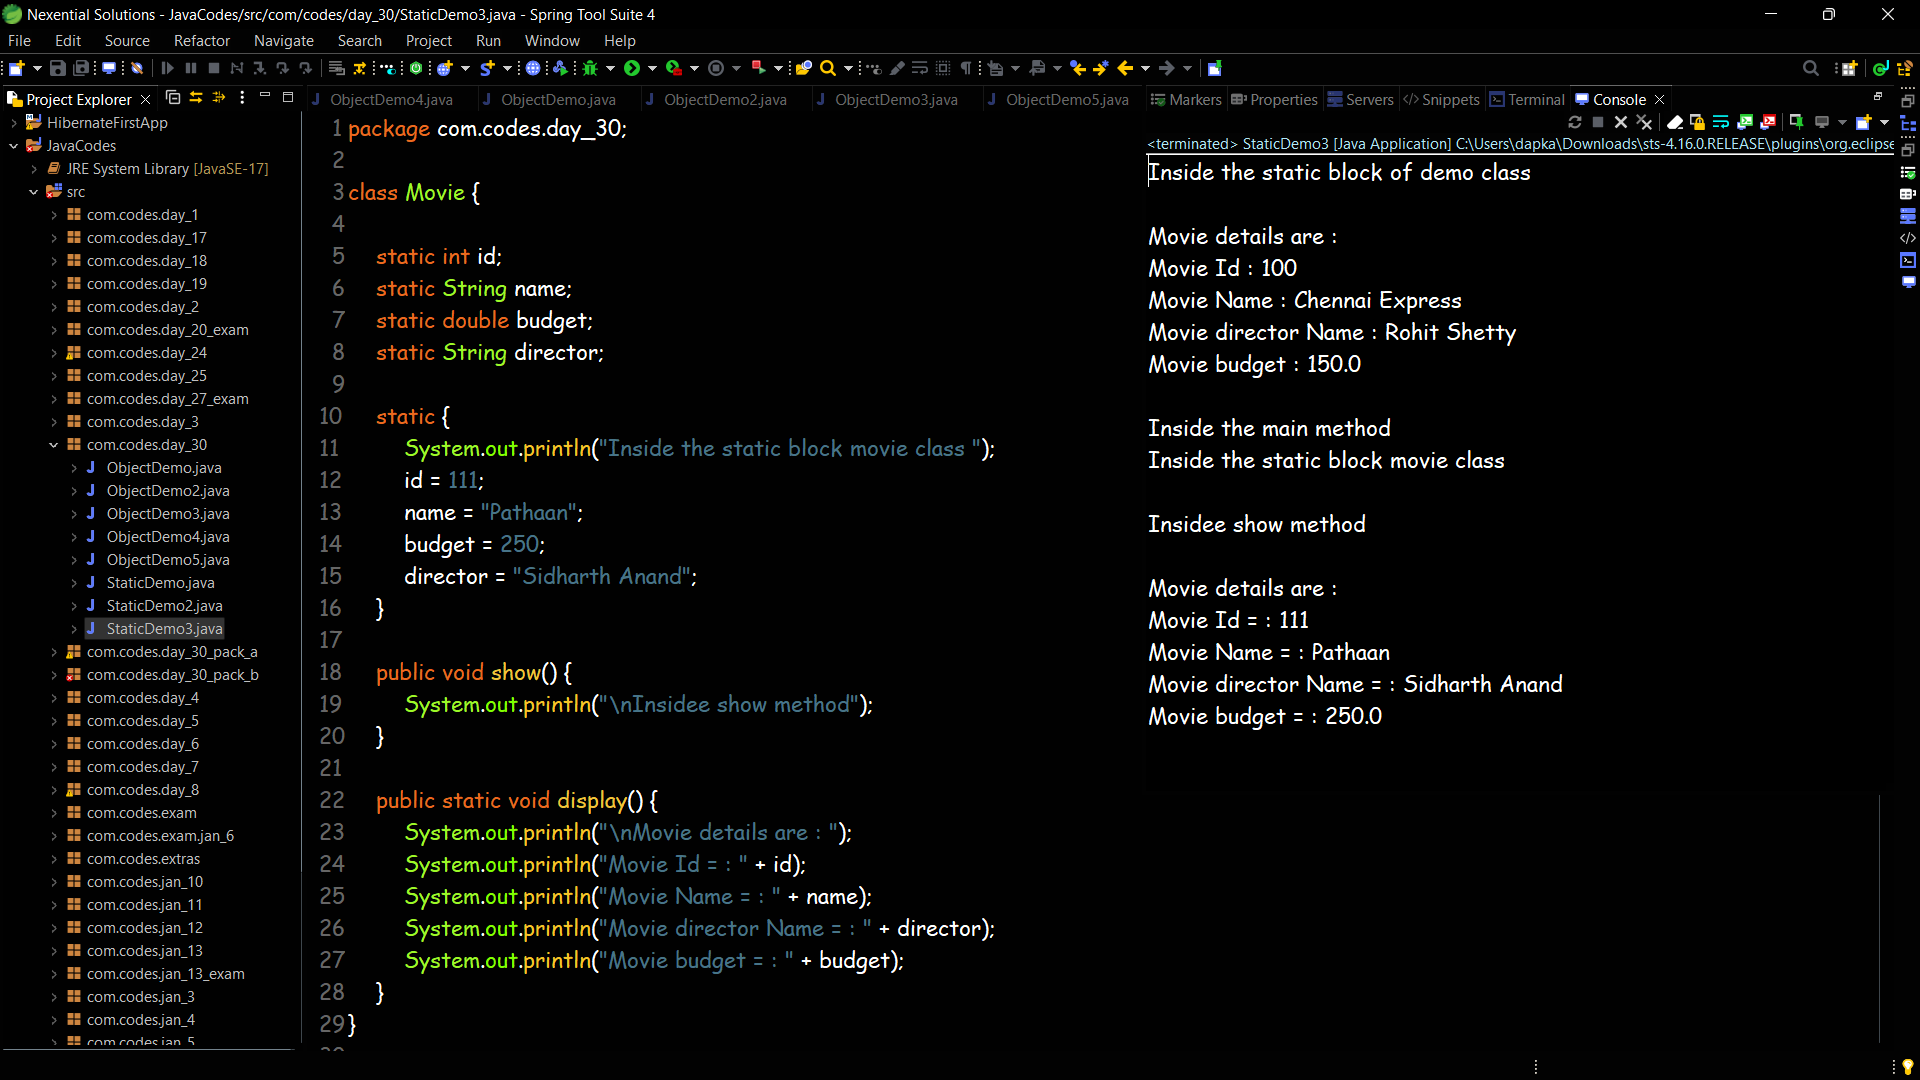 Nexential Solutions - JavaCodes/src/com/codes/day_30/StaticDemo3.java - Spring Tool Suite 4
File Edit Source Refactor Navigate Search Project Run Window Help
Project Explorer
HibernateFirstApp
JavaCodes
JRE System Library [JavaSE-17]
src
com.codes.day_1
com.codes.day_17
com.codes.day_18
com.codes.day_19
com.codes.day_2
com.codes.day_20_exam
com.codes.day_24
com.codes.day_25
com.codes.day_27_exam
com.codes.day_3
com.codes.day_30
ObjectDemo.java
ObjectDemo2.java
ObjectDemo3.java
ObjectDemo4.java
ObjectDemo5.java
StaticDemo.java
StaticDemo2.java
StaticDemo3.java
com.codes.day_30_pack_a
com.codes.day_30_pack_b
com.codes.day_4
com.codes.day_5
com.codes.day_6
com.codes.day_7
com.codes.day_8
com.codes.exam
com.codes.exam.jan_6
com.codes.extras
com.codes.jan_10
com.codes.jan_11
com.codes.jan_12
com.codes.jan_13
com.codes.jan_13_exam
com.codes.jan_3
com.codes.jan_4
com.codes.jan_5
ObjectDemo4.java ObjectDemo.java ObjectDemo2.java ObjectDemo3.java ObjectDemo5.java
1 package com.codes.day_30;
2
3 class Movie {
4
5 static int id;
6 static String name;
7 static double budget;
8 static String director;
9
10 static {
11 System.out.println("Inside the static block movie class ");
12 id = 111;
13 name = "Pathaan";
14 budget = 250;
15 director = "Sidharth Anand";
16 }
17
18 public void show() {
19 System.out.println("\nInsidee show method");
20 }
21
22 public static void display() {
23 System.out.println("\nMovie details are : ");
24 System.out.println("Movie Id = : " + id);
25 System.out.println("Movie Name = : " + name);
26 System.out.println("Movie director Name = : " + director);
27 System.out.println("Movie budget = : " + budget);
28 }
29 }
Markers Properties Servers Snippets Terminal Console
<terminated> StaticDemo3 [Java Application] C:\Users\dapka\Downloads\sts-4.16.0.RELEASE\plugins\org.eclipse
Inside the static block of demo class
Movie details are :
Movie Id : 100
Movie Name : Chennai Express
Movie director Name : Rohit Shetty
Movie budget : 150.0
Inside the main method
Inside the static block movie class
Insidee show method
Movie details are :
Movie Id = : 111
Movie Name = : Pathaan
Movie director Name = : Sidharth Anand
Movie budget = : 250.0